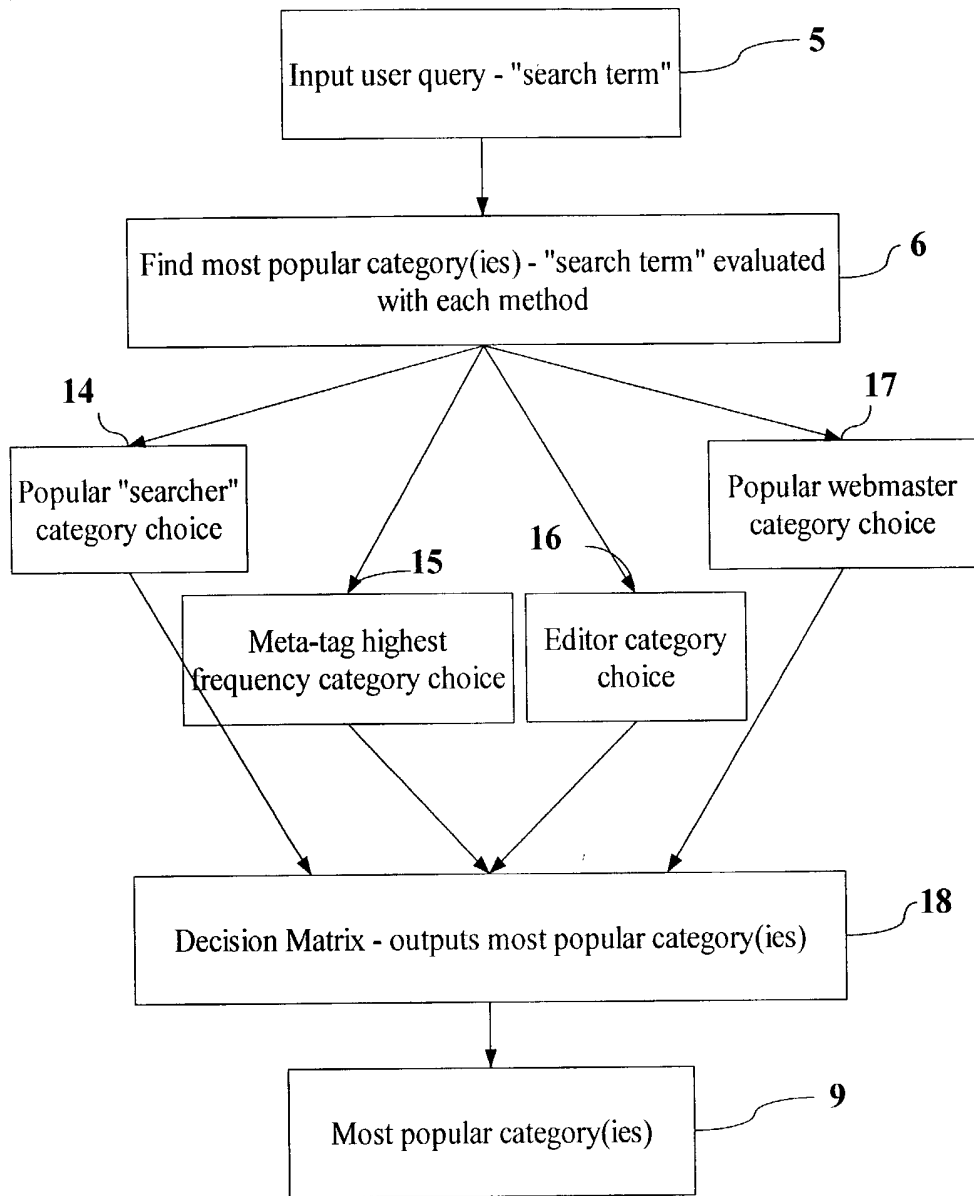 5
Input user query - "search term"
6
Find most popular category(ies) - "search term" evaluated
with each method
14
17
Popular "searcher"
category choice
Popular webmaster
category choice
15
16
Meta-tag highest
frequency category choice
Editor category
choice
18
Decision Matrix - outputs most popular category(ies)
9
Most popular category(ies)